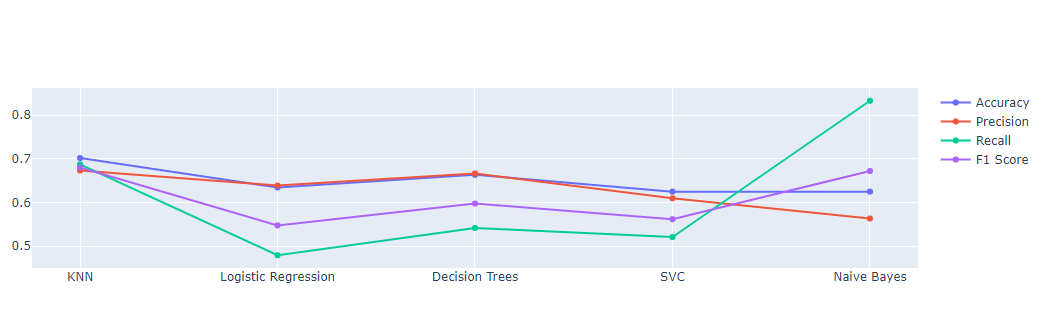 0.8
0.7
0.6
0.5
KNN
Logistic Regression
Decision Trees
SVC
Naive Bayes
Accuracy
Precision
Recall
F1 Score